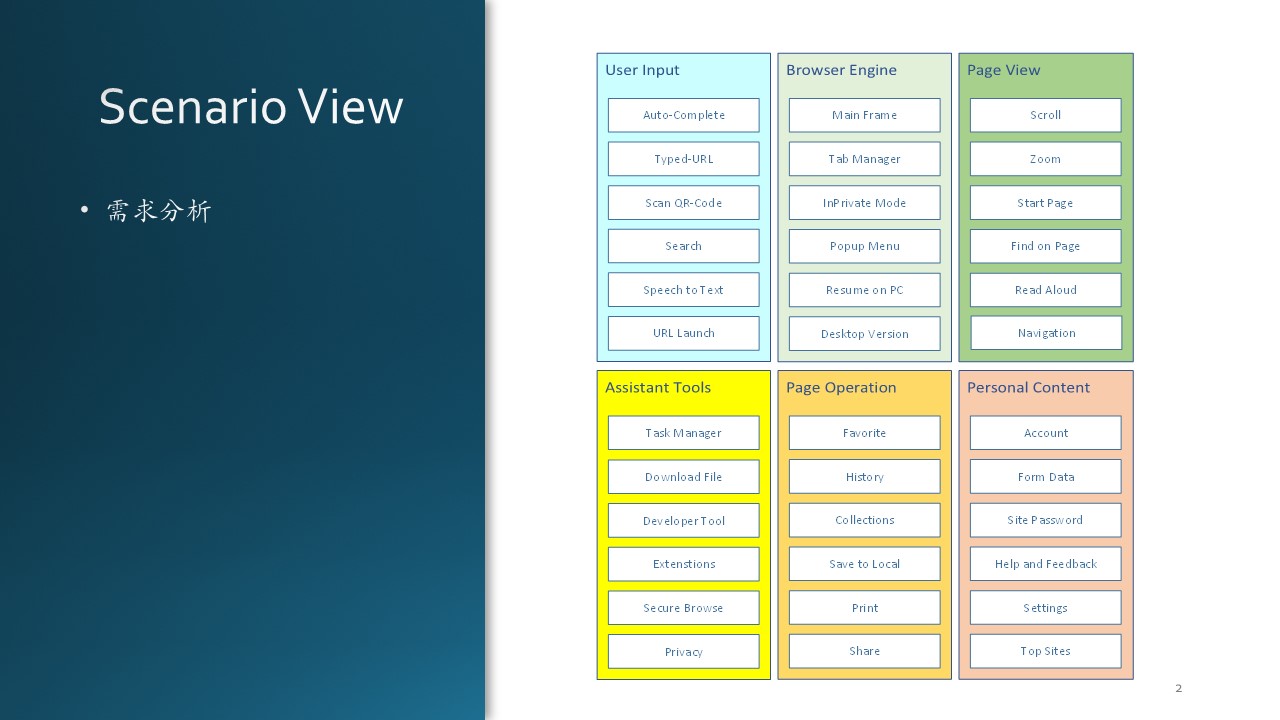 Scenario View
• 需求分析
User Input
Auto-Complete
Typed-URL
Scan QR-Code
Search
Speech to Text
URL Launch
Browser Engine
Main Frame
Tab Manager
InPrivate Mode
Popup Menu
Resume on PC
Desktop Version
Page View
Scroll
Zoom
Start Page
Find on Page
Read Aloud
Navigation
Assistant Tools
Task Manager
Download File
Developer Tool
Extenstions
Secure Browse
Privacy
Page Operation
Favorite
History
Collections
Save to Local
Print
Share
Personal Content
Account
Form Data
Site Password
Help and Feedback
Settings
Top Sites
2